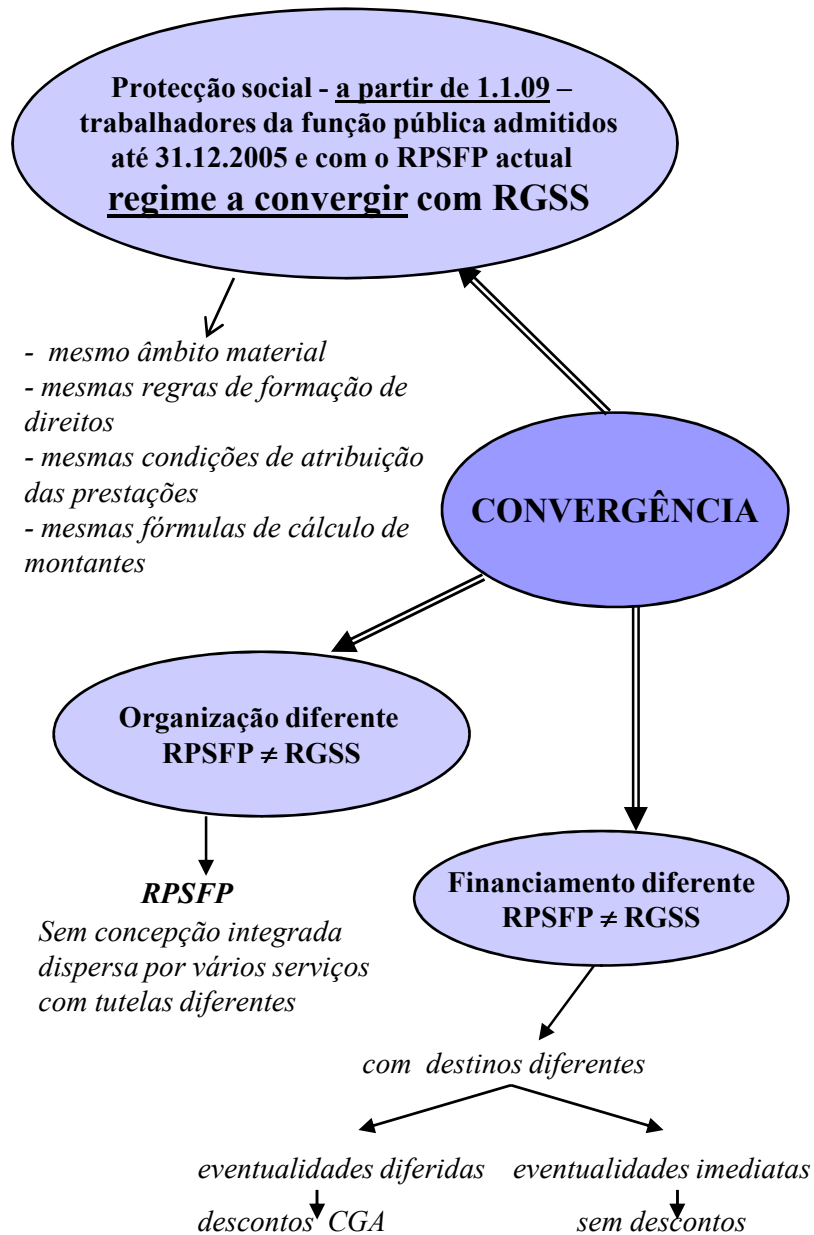 Protecção social - a partir de 1.1.09 –
trabalhadores da função pública admitidos
até 31.12.2005 e com o RPSFP actual
regime a convergir com RGSS
- mesmo âmbito material
- mesmas regras de formação de
direitos
- mesmas condições de atribuição
das prestações
- mesmas fórmulas de cálculo de
montantes
CONVERGÊNCIA
Organização diferente
RPSFP ≠ RGSS
RPSFP
Sem concepção integrada
dispersa por vários serviços
com tutelas diferentes
Financiamento diferente
RPSFP ≠ RGSS
com destinos diferentes
eventualidades diferidas
descontos CGA
eventualidades imediatas
sem descontos